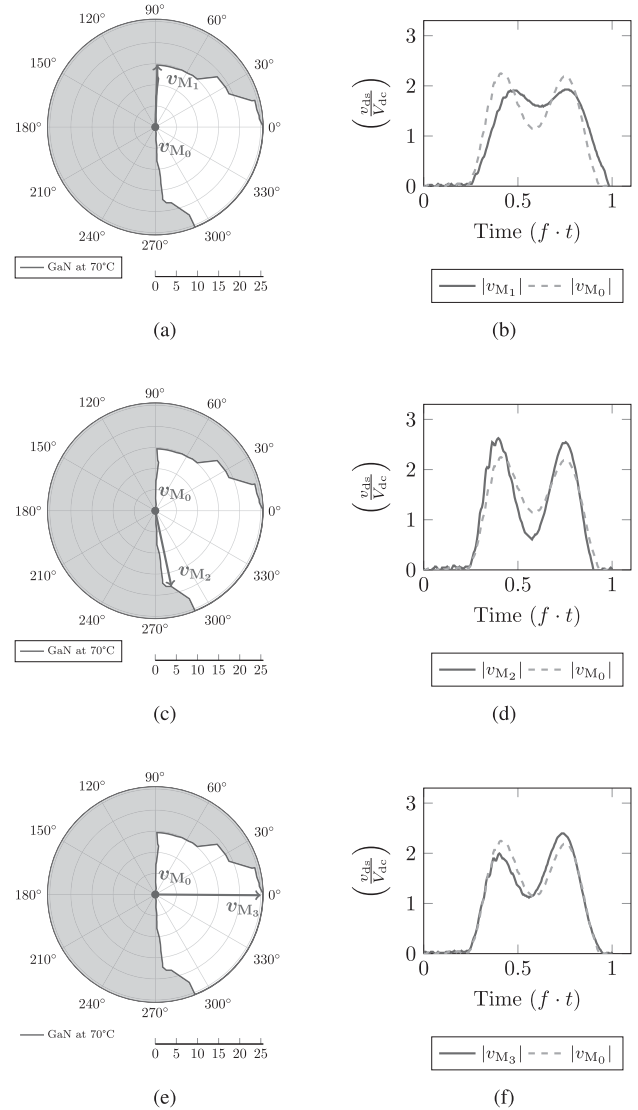 90°
120° 60°
150° 30°
v_M1
180° 0°
v_M0
210° 330°
240° 300°
270°
GaN at 70°C
0 5 10 15 20 25
(a)
3
2
1
0
(v_ds/V_dc)
0 0.5 1
Time (f · t)
|v_M1| |v_M0|
(b)
90°
120° 60°
150° 30°
v_M0
180° 0°
v_M2
210° 330°
240° 300°
270°
GaN at 70°C
0 5 10 15 20 25
(c)
3
2
1
0
(v_ds/V_dc)
0 0.5 1
Time (f · t)
|v_M2| |v_M0|
(d)
90°
120° 60°
150° 30°
v_M0
180° 0°
v_M3
210° 330°
240° 300°
270°
GaN at 70°C
0 5 10 15 20 25
(e)
3
2
1
0
(v_ds/V_dc)
0 0.5 1
Time (f · t)
|v_M3| |v_M0|
(f)